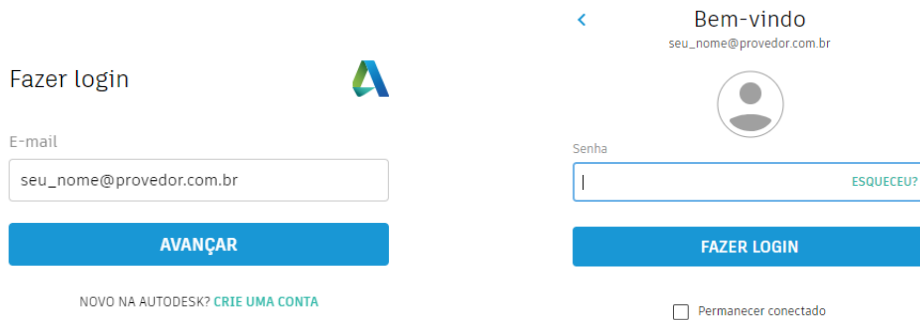 Fazer login
E-mail
seu_nome@provedor.com.br
AVANÇAR
NOVO NA AUTODESK? CRIE UMA CONTA
Bem-vindo
seu_nome@provedor.com.br
Senha
ESQUECEU?
FAZER LOGIN
Permanecer conectado